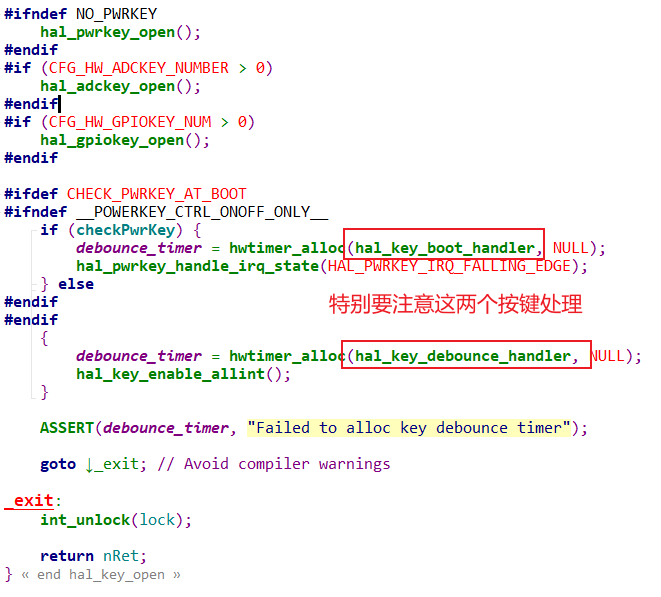 #ifndef NO_PWRKEY
    hal_pwrkey_open();
#endif
#if (CFG_HW_ADCKEY_NUMBER > 0)
    hal_adckey_open();
#endif
#if (CFG_HW_GPIOKEY_NUM > 0)
    hal_gpiokey_open();
#endif

#ifdef CHECK_PWRKEY_AT_BOOT
#ifndef __POWERKEY_CTRL_ONOFF_ONLY__
    if (checkPwrKey) {
        debounce_timer = hwtimer_alloc(hal_key_boot_handler, NULL);
        hal_pwrkey_handle_irq_state(HAL_PWRKEY_IRQ_FALLING_EDGE);
    } else
#endif
特别要注意这两个按键处理
#endif
    {
        debounce_timer = hwtimer_alloc(hal_key_debounce_handler, NULL);
        hal_key_enable_allint();
    }

    ASSERT(debounce_timer, "Failed to alloc key debounce timer");

    goto ↓_exit; // Avoid compiler warnings

_exit:
    int_unlock(lock);

    return nRet;
} « end hal_key_open »